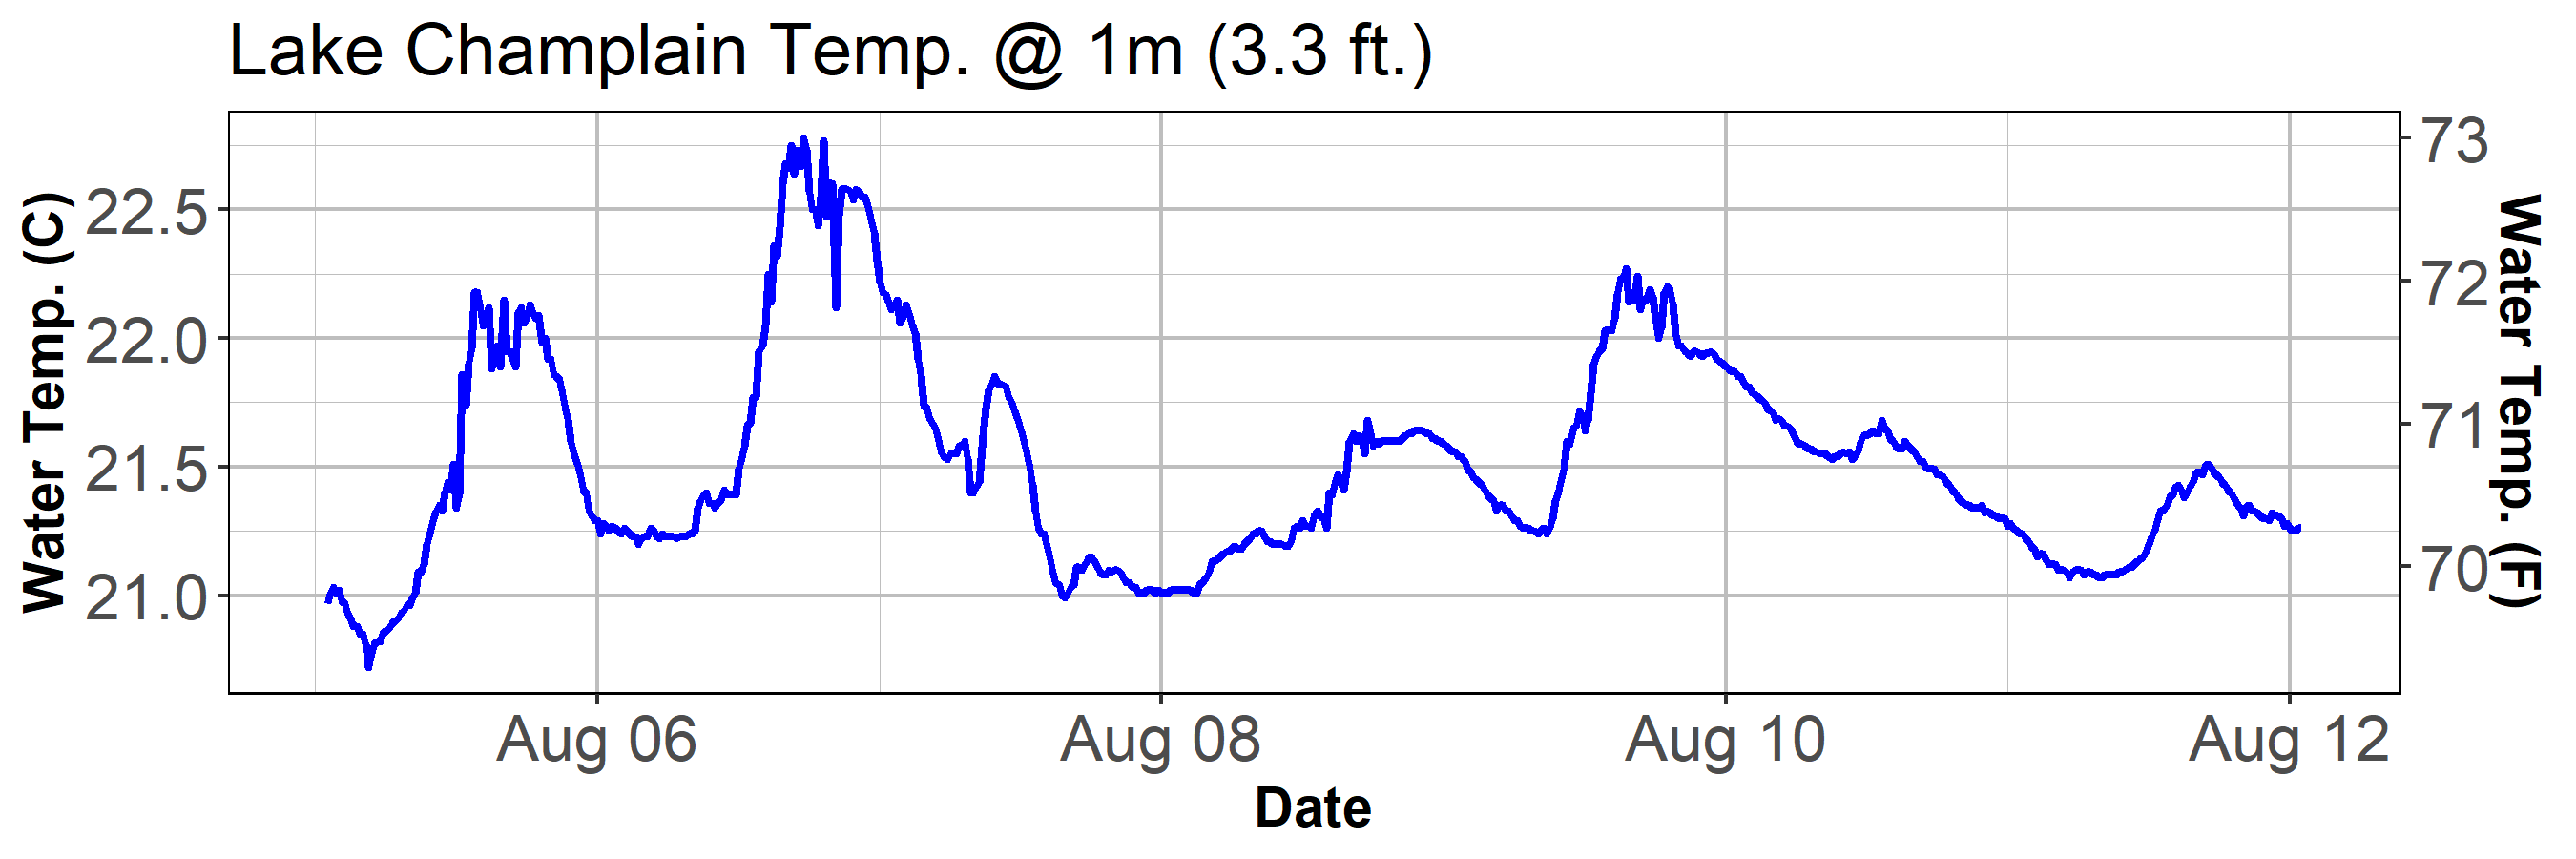 Lake Champlain Temp. @ 1m (3.3 ft.)
Water Temp. (C)
22.5
22.0
21.5
21.0
73
72
71
70
Water Temp. (F)
Aug 06
Aug 08
Aug 10
Aug 12
Date